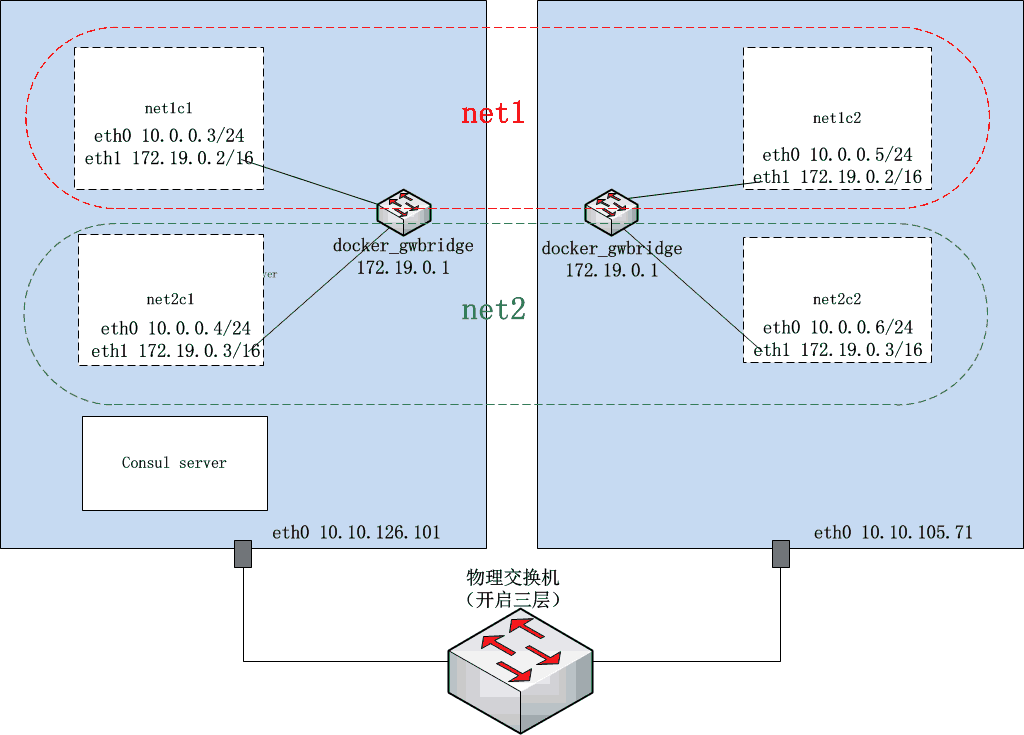 net1
net1c1
eth0 10.0.0.3/24
eth1 172.19.0.2/16
net1c2
eth0 10.0.0.5/24
eth1 172.19.0.2/16
docker_gwbridge
172.19.0.1
docker_gwbridge
172.19.0.1
net2
ver
net2c1
eth0 10.0.0.4/24
eth1 172.19.0.3/16
net2c2
eth0 10.0.0.6/24
eth1 172.19.0.3/16
Consul server
eth0 10.10.126.101
eth0 10.10.105.71
物理交换机
（开启三层）